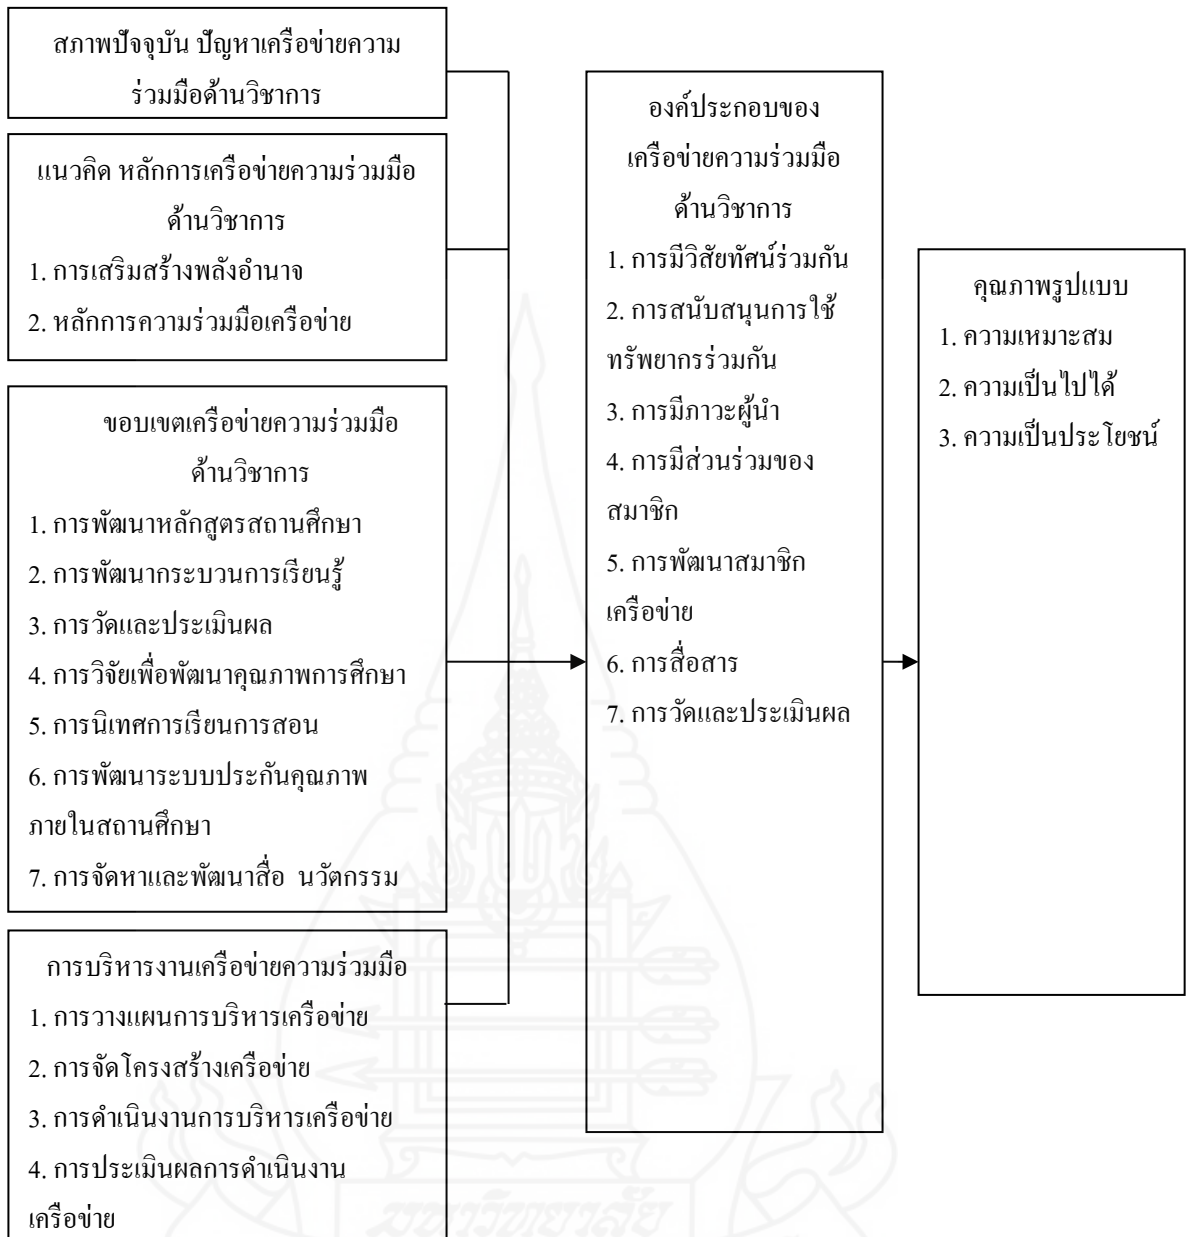 สภาพปัจจุบัน ปัญหาเครือข่ายความ
ร่วมมือด้านวิชาการ
แนวคิด หลักการเครือข่ายความร่วมมือ
ด้านวิชาการ
1. การเสริมสร้างพลังอำนาจ
2. หลักการความร่วมมือเครือข่าย
ขอบเขตเครือข่ายความร่วมมือ
ด้านวิชาการ
1. การพัฒนาหลักสูตรสถานศึกษา
2. การพัฒนากระบวนการเรียนรู้
3. การวัดและประเมินผล
4. การวิจัยเพื่อพัฒนาคุณภาพการศึกษา
5. การนิเทศการเรียนการสอน
6. การพัฒนาระบบประกันคุณภาพ
ภายในสถานศึกษา
7. การจัดหาและพัฒนาสื่อ นวัตกรรม
การบริหารงานเครือข่ายความร่วมมือ
1. การวางแผนการบริหารเครือข่าย
2. การจัดโครงสร้างเครือข่าย
3. การดำเนินงานการบริหารเครือข่าย
4. การประเมินผลการดำเนินงาน
เครือข่าย
องค์ประกอบของ
เครือข่ายความร่วมมือ
ด้านวิชาการ
1. การมีวิสัยทัศน์ร่วมกัน
2. การสนับสนุนการใช้
ทรัพยากรร่วมกัน
3. การมีภาวะผู้นำ
4. การมีส่วนร่วมของ
สมาชิก
5. การพัฒนาสมาชิก
เครือข่าย
6. การสื่อสาร
7. การวัดและประเมินผล
คุณภาพรูปแบบ
1. ความเหมาะสม
2. ความเป็นไปได้
3. ความเป็นประโยชน์
มหาวิทยาลัย